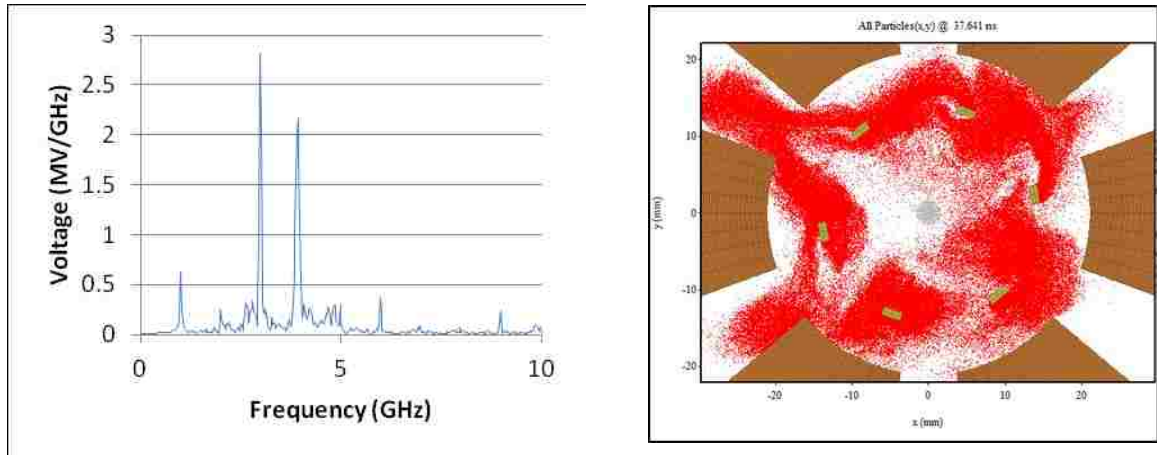 3
2.5
2
1.5
1
0.5
0
Voltage (MV/GHz)
0 5 10
Frequency (GHz)
All Particles(x,y) @ 37.641 ns
20
10
0
-10
-20
y (mm)
-20 -10 0 10 20
x (mm)